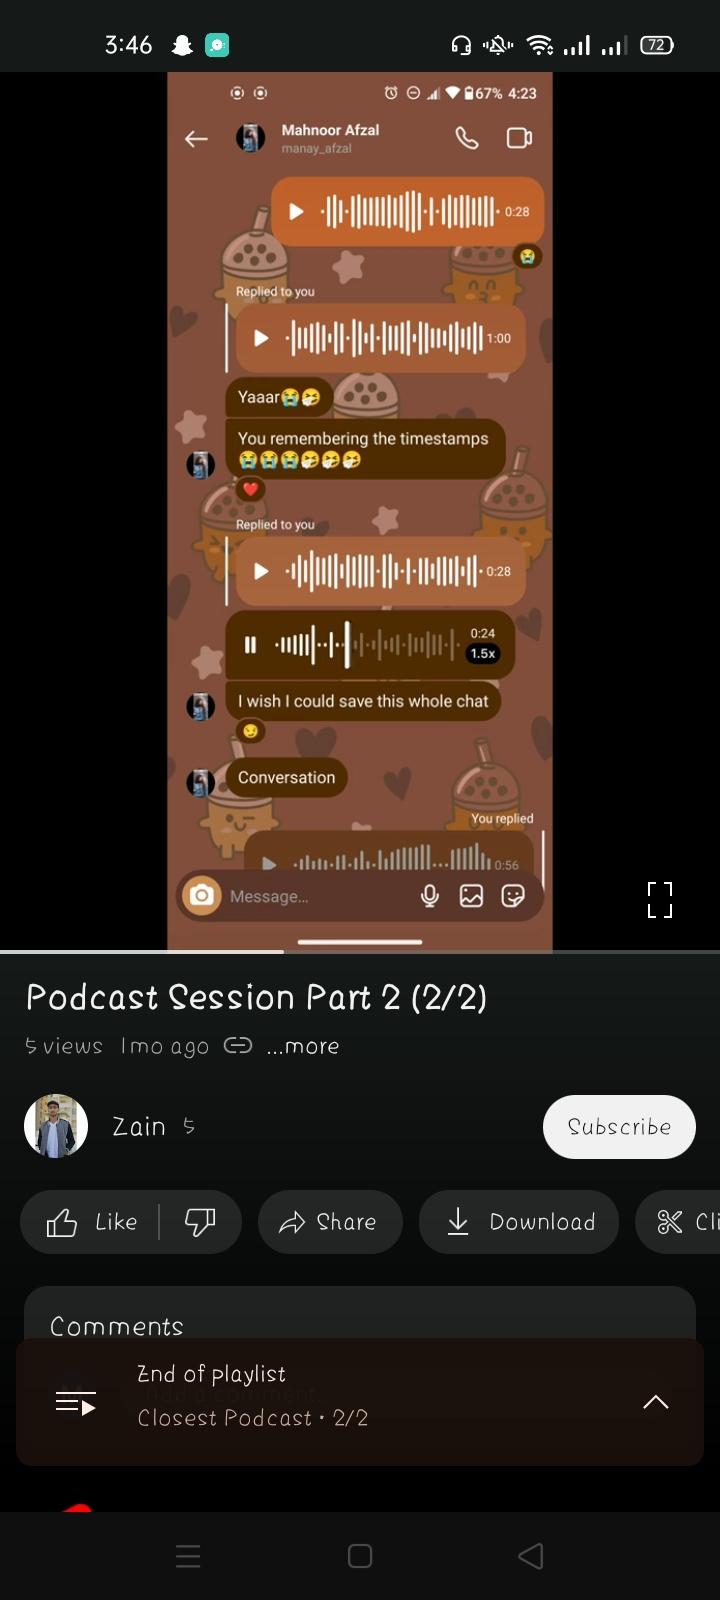 3:46
72
67% 4:23
Mahnoor Afzal
manay_afzal
0:28
😭
Replied to you
1:00
Yaaar😭🤧
You remembering the timestamps
😭😭😭🤧🤧🤧
❤️
Replied to you
0:28
0:24
1.5x
I wish I could save this whole chat
😏
Conversation
You replied
0:56
Message...
Podcast Session Part 2 (2/2)
5 views 1mo ago ...more
Zain 5
Subscribe
Like
Share
Download
Cli
Comments
End of playlist
Add a comment...
Closest Podcast • 2/2